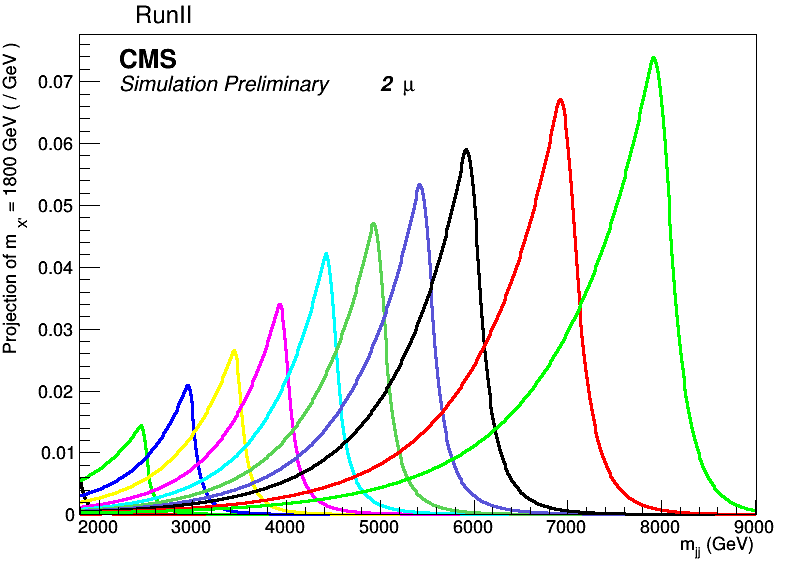 RunII
CMS
Simulation Preliminary 2 μ
Projection of m X' = 1800 GeV ( / GeV )
0.07
0.06
0.05
0.04
0.03
0.02
0.01
0
2000 3000 4000 5000 6000 7000 8000 9000
m jj (GeV)